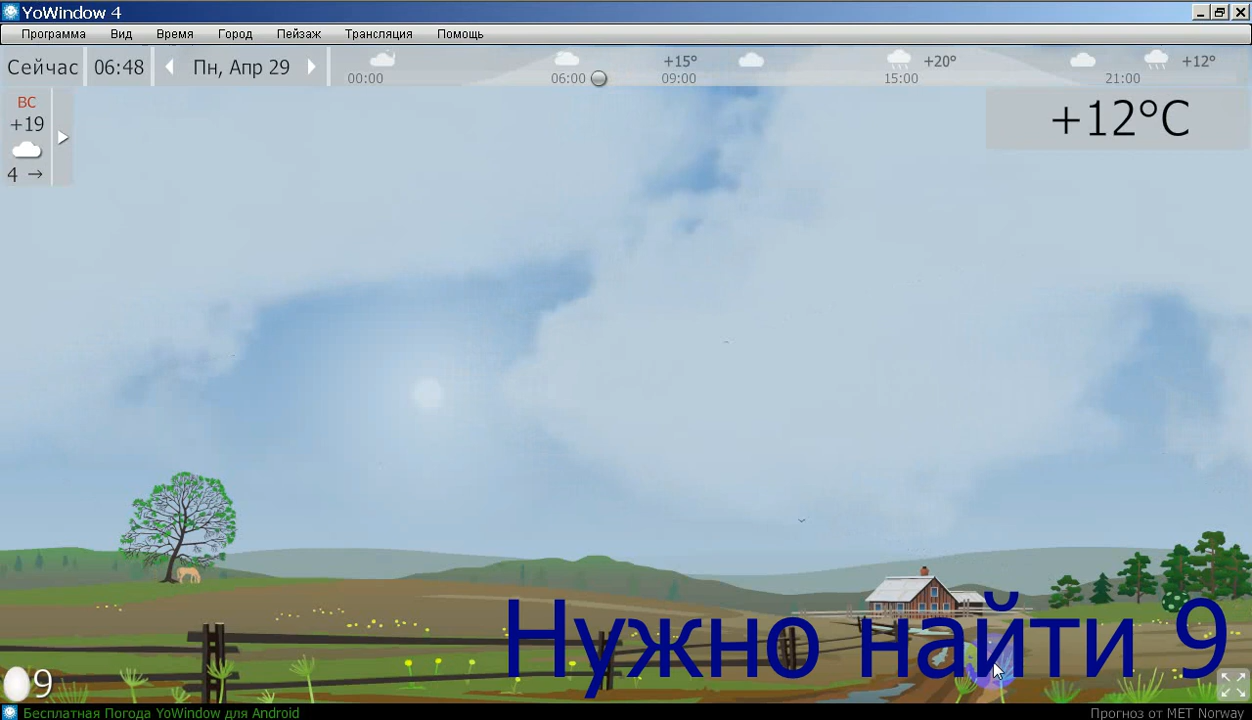 YoWindow 4
Программа Вид Время Город Пейзаж Трансляция Помощь
Сейчас 06:48 Пн, Апр 29
+15° +20° +12°
00:00 06:00 09:00 15:00 21:00
ВС
+19
4 →
+12°C
Нужно найти 9
9
Бесплатная Погода YoWindow для Android Прогноз от MET Norway